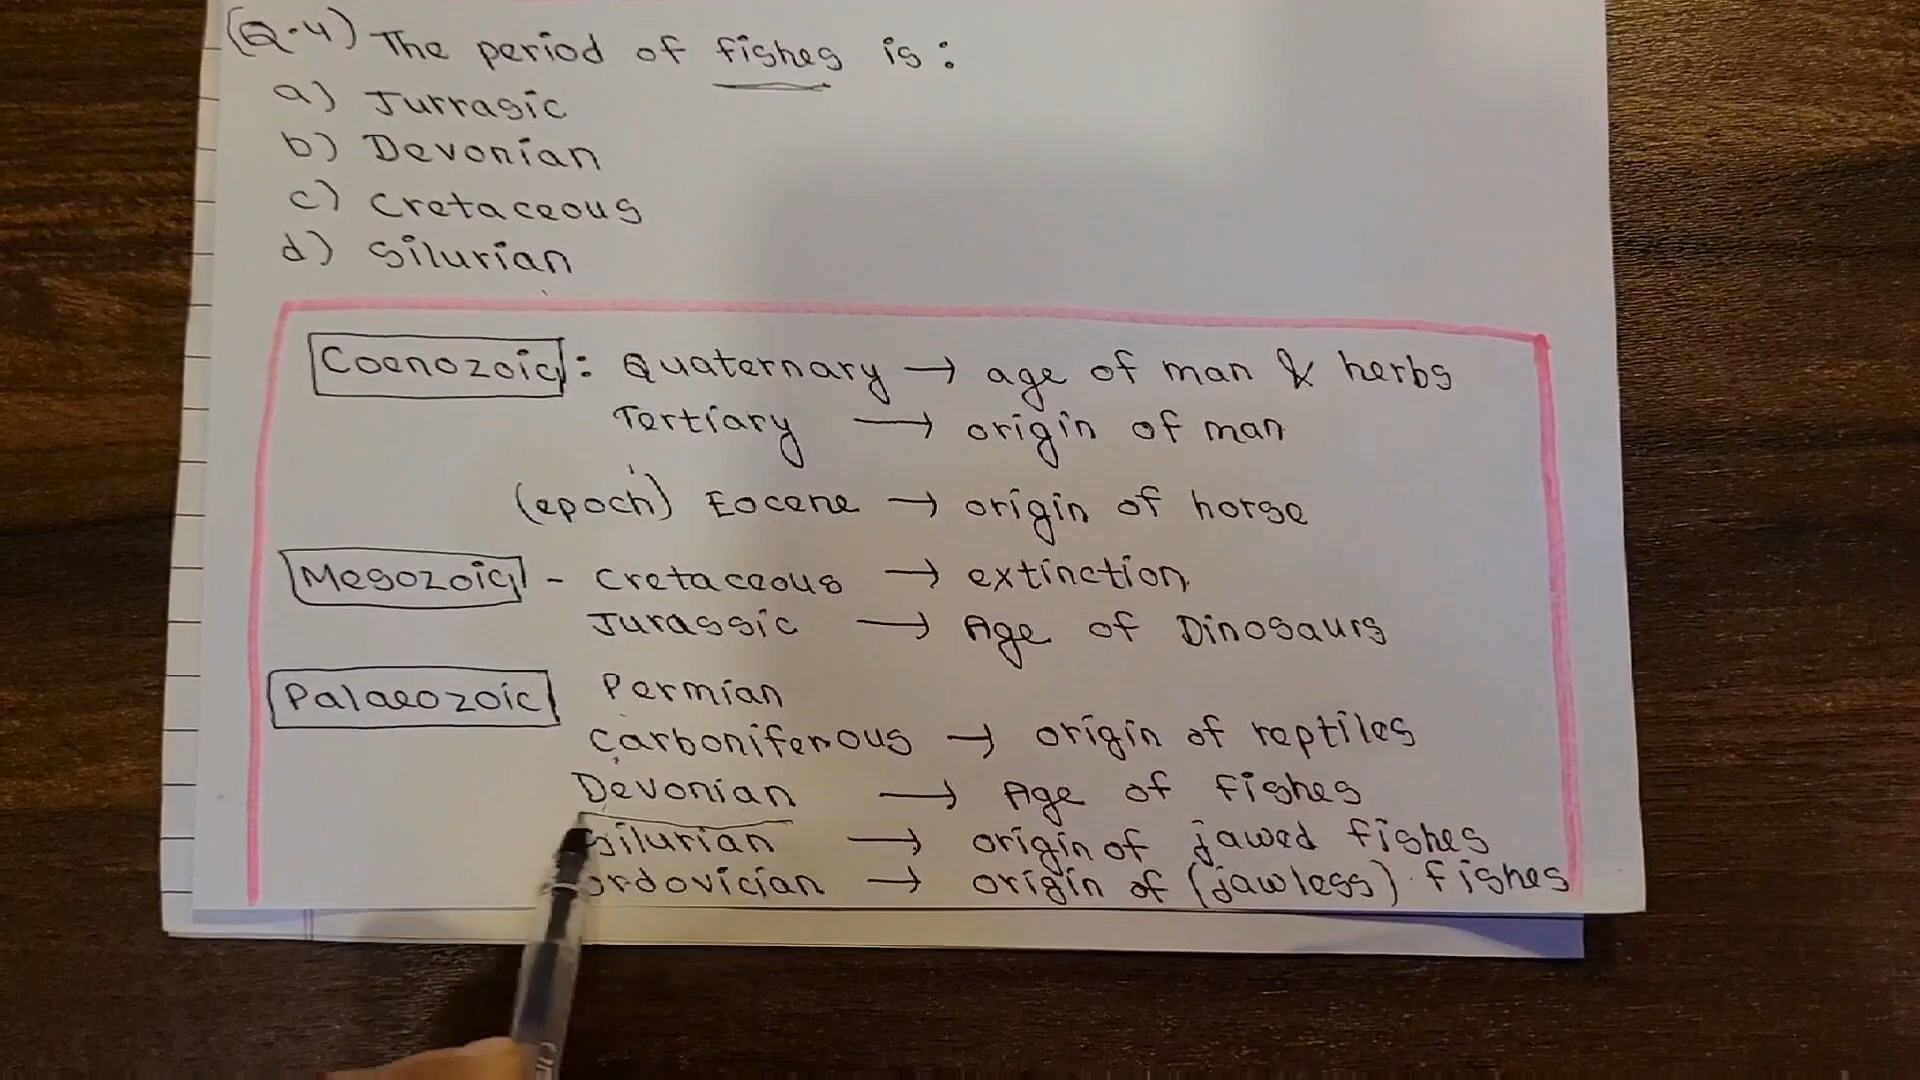 (Q.4) The period of fishes is:
a) Jurrasic
b) Devonian
c) Cretaceous
d) Silurian
Coenozoic: Quaternary → age of man & herbs
Tertiary → origin of man
(epoch) Eocene → origin of horse
Mesozoic - Cretaceous → extinction
Jurassic → Age of Dinosaurs
Palaeozoic Permian
Carboniferous → origin of reptiles
Devonian → Age of Fishes
Silurian → origin of jawed fishes
ordovician → origin of (jawless) fishes